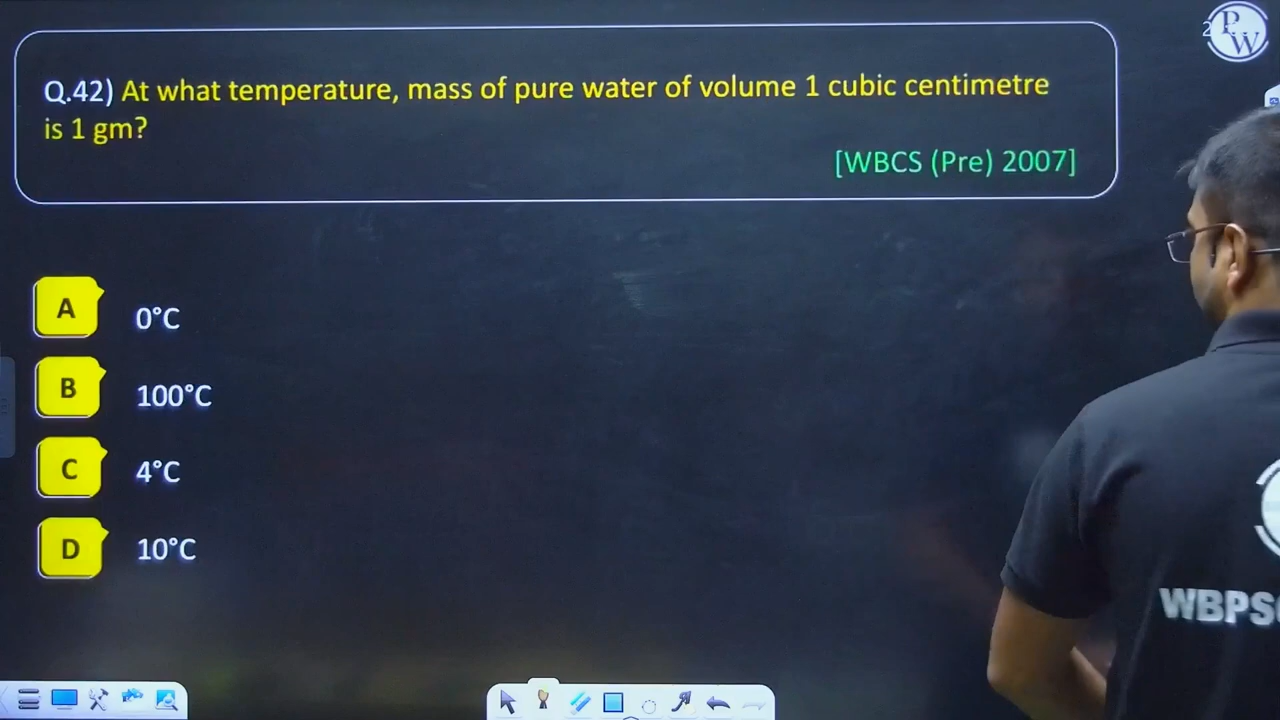 Q.42) At what temperature, mass of pure water of volume 1 cubic centimetre
is 1 gm?
[WBCS (Pre) 2007]
PW
A 0°C
B 100°C
C 4°C
D 10°C